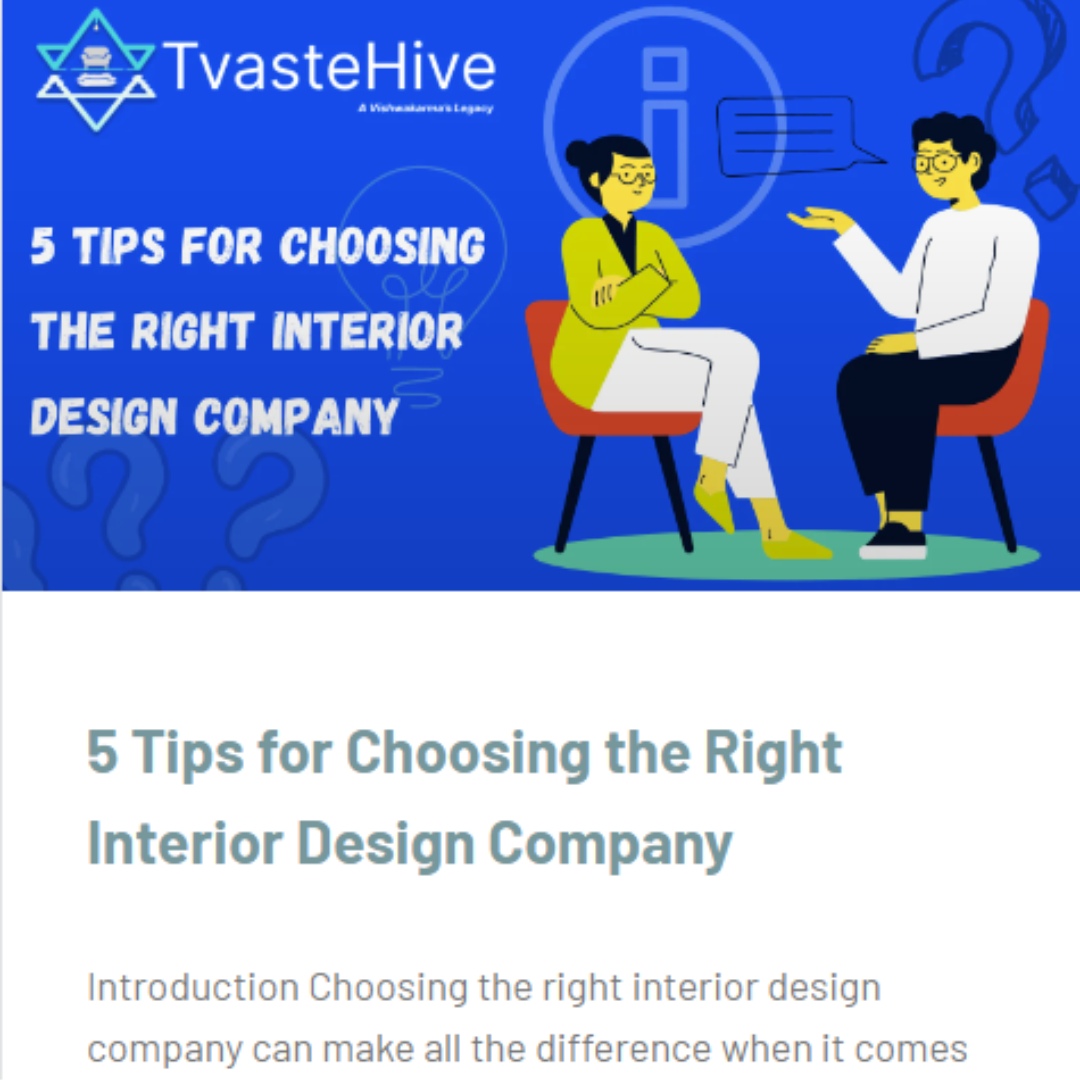 TvasteHive
A Vishwakarma's Legacy
5 TIPS FOR CHOOSING
THE RIGHT INTERIOR
DESIGN COMPANY
5 Tips for Choosing the Right
Interior Design Company
Introduction Choosing the right interior design
company can make all the difference when it comes